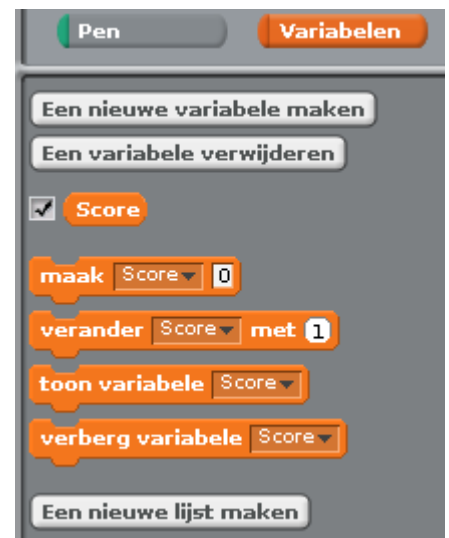 Pen Variabelen
Een nieuwe variabele maken
Een variabele verwijderen
Score
maak Score 0
verander Score met 1
toon variabele Score
verberg variabele Score
Een nieuwe lijst maken